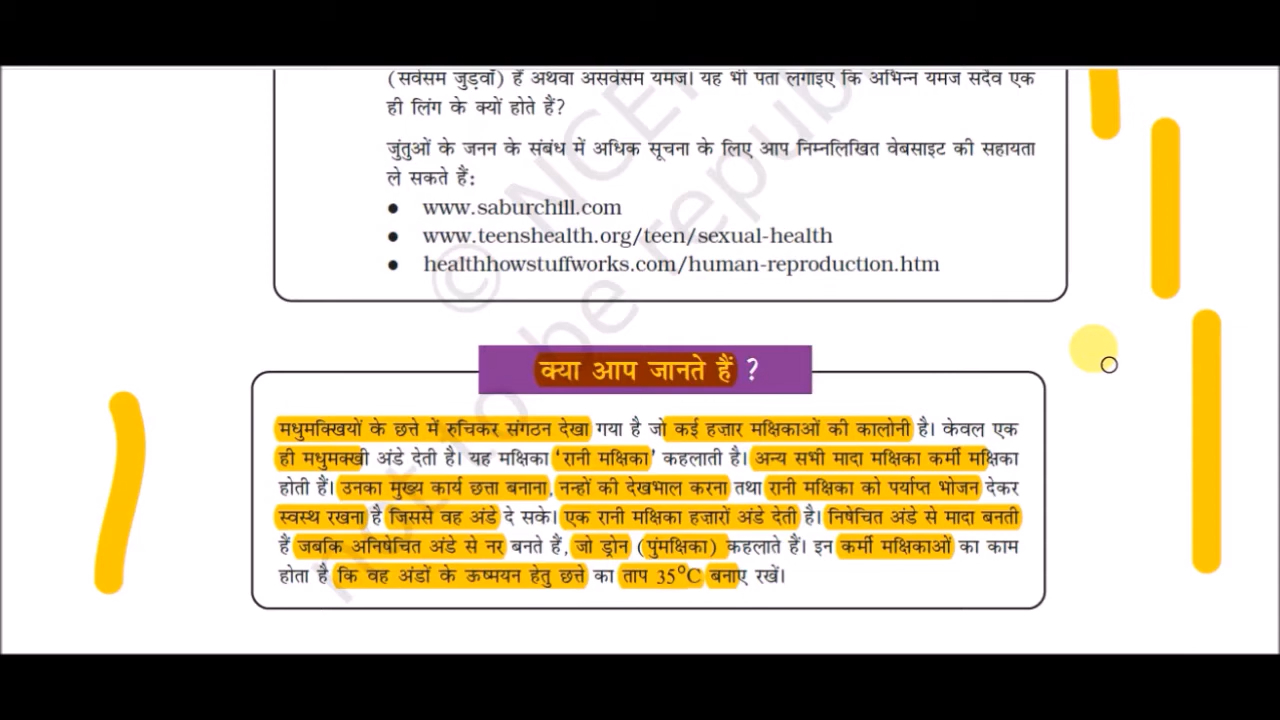 (सर्वसम जुड़वाँ) हैं अथवा असर्वसम यमज। यह भी पता लगाइए कि अभिन्न यमज सदैव एक
ही लिंग के क्यों होते हैं?
जुंतुओं के जनन के संबंध में अधिक सूचना के लिए आप निम्नलिखित वेबसाइट की सहायता
ले सकते हैं:
● www.saburchill.com
● www.teenshealth.org/teen/sexual-health
● healthhowstuffworks.com/human-reproduction.htm
क्या आप जानते हैं ?
मधुमक्खियों के छत्ते में रुचिकर संगठन देखा गया है जो कई हज़ार मक्षिकाओं की कालोनी है। केवल एक
ही मधुमक्खी अंडे देती है। यह मक्षिका ‘रानी मक्षिका’ कहलाती है। अन्य सभी मादा मक्षिका कर्मी मक्षिका
होती हैं। उनका मुख्य कार्य छत्ता बनाना, नन्हों की देखभाल करना तथा रानी मक्षिका को पर्याप्त भोजन देकर
स्वस्थ रखना है जिससे वह अंडे दे सके। एक रानी मक्षिका हज़ारों अंडे देती है। निषेचित अंडे से मादा बनती
हैं जबकि अनिषेचित अंडे से नर बनते हैं, जो ड्रोन (पुंमक्षिका) कहलाते हैं। इन कर्मी मक्षिकाओं का काम
होता है कि वह अंडों के ऊष्मयन हेतु छत्ते का ताप 35°C बनाए रखें।
© NCER
not to be republ